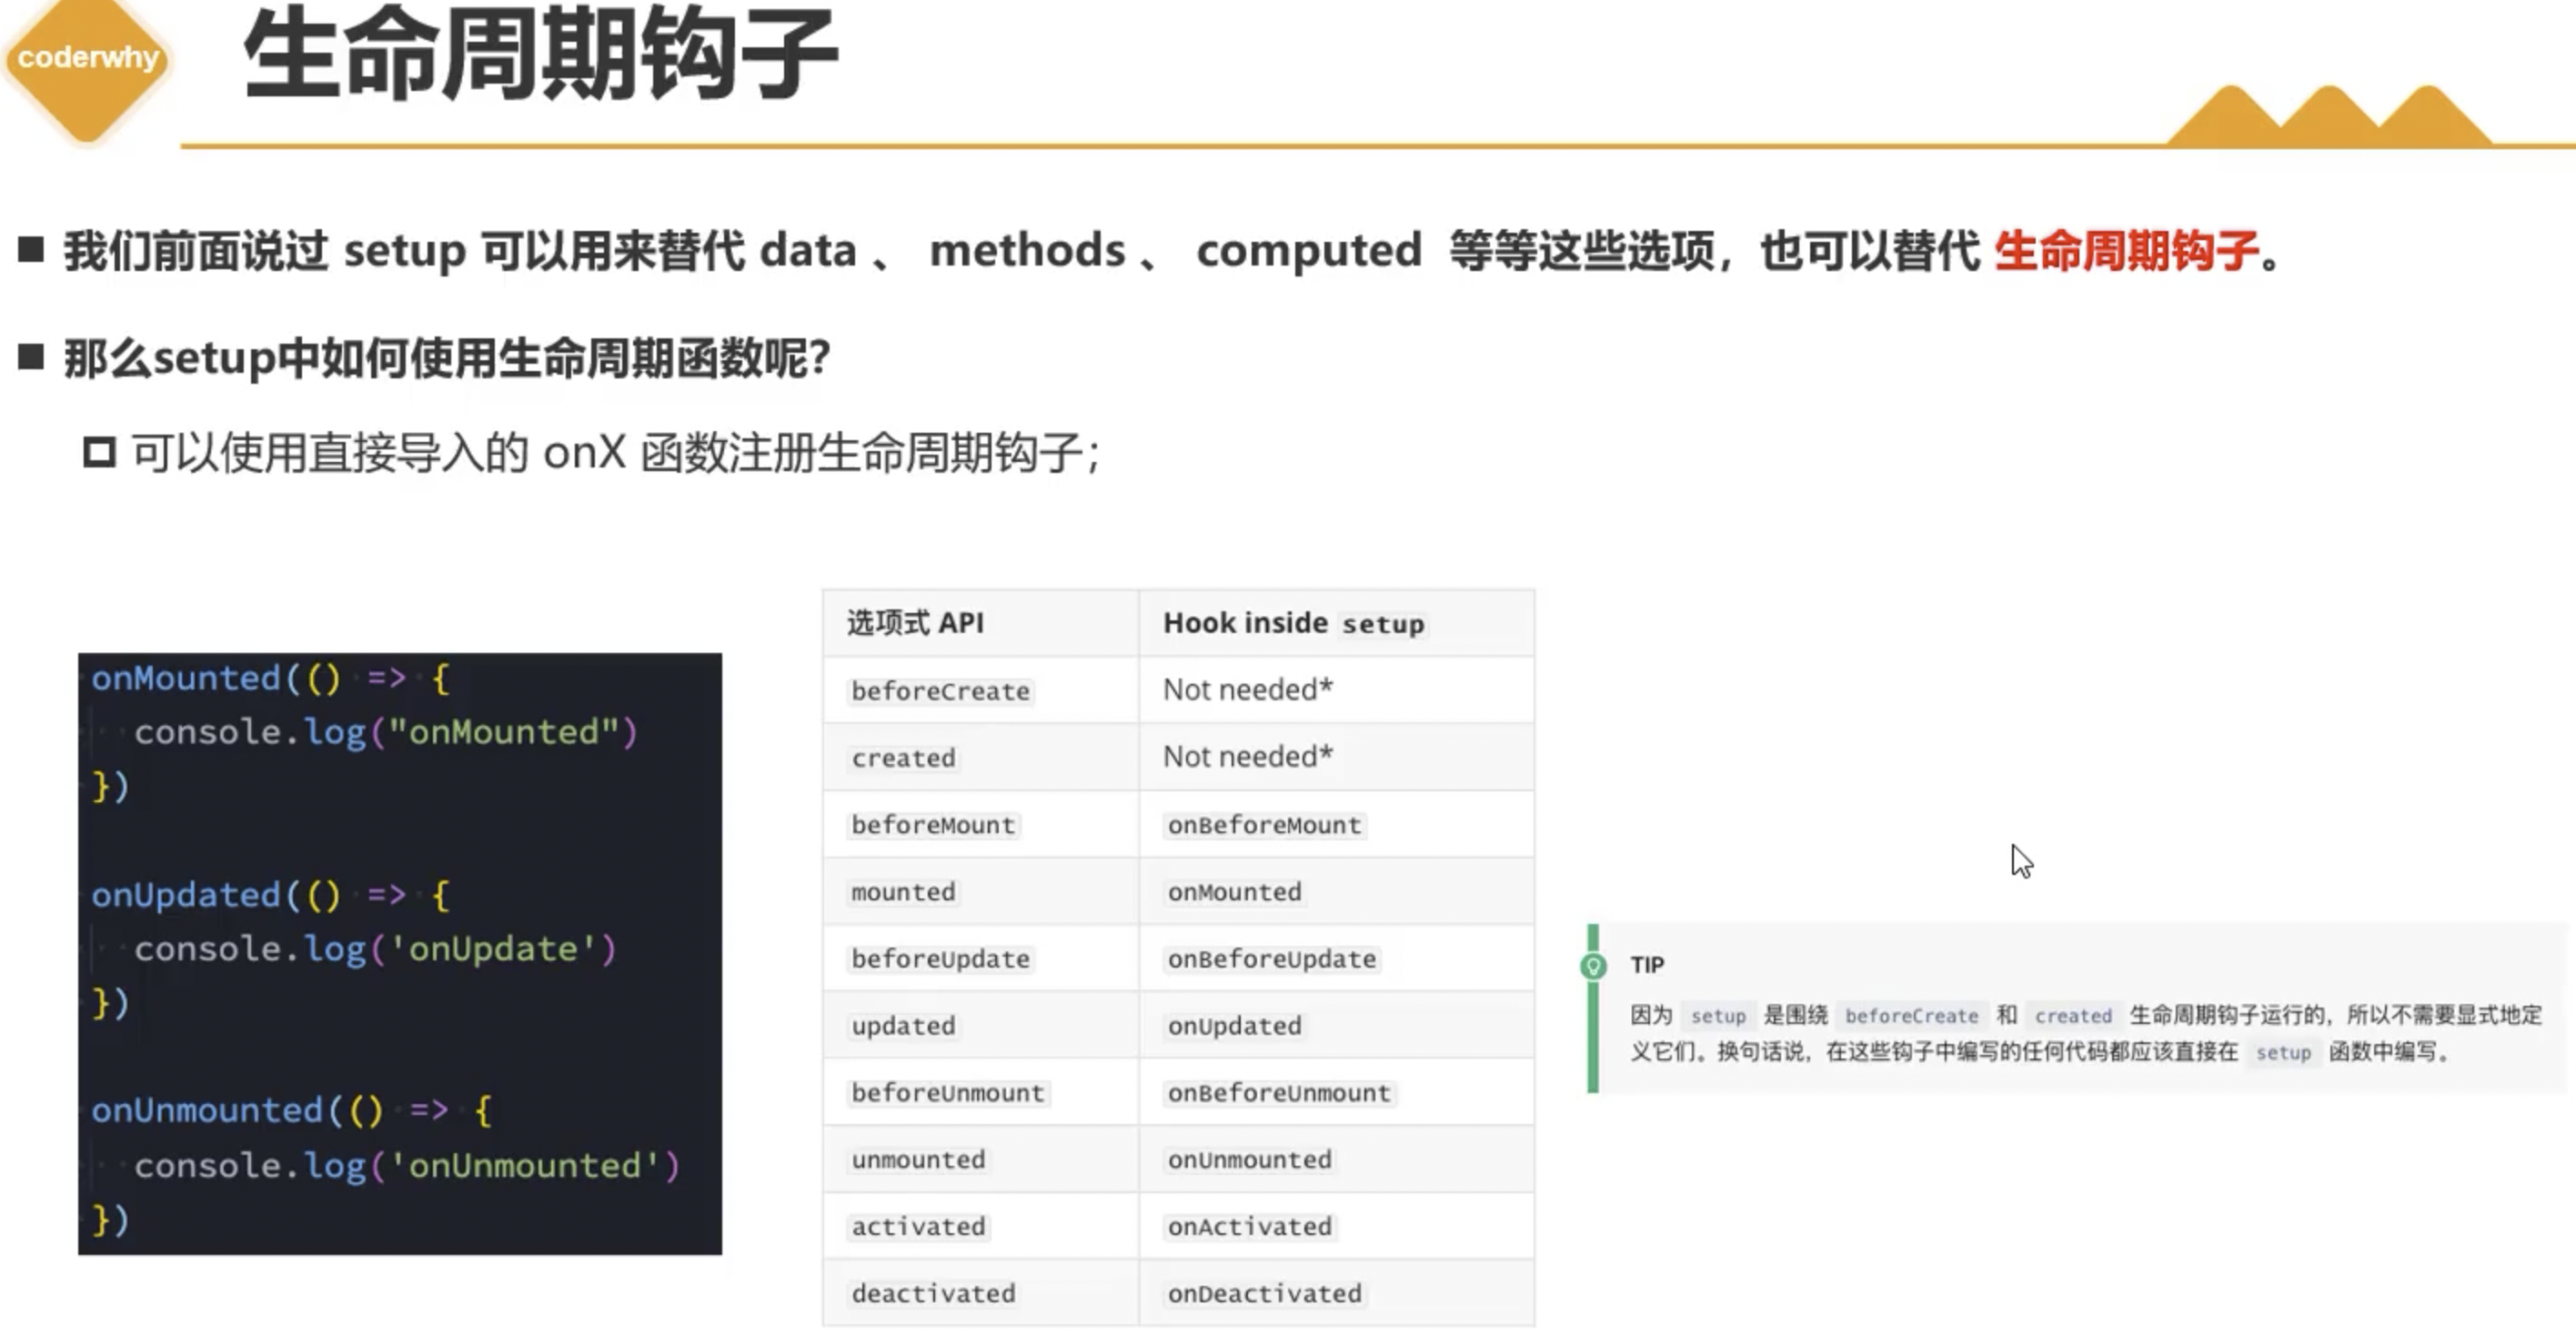 coderwhy
生命周期钩子
■ 我们前面说过 setup 可以用来替代 data 、 methods 、 computed 等等这些选项，也可以替代 生命周期钩子。
■ 那么setup中如何使用生命周期函数呢？
可以使用直接导入的 onX 函数注册生命周期钩子；
onMounted(() => {
console.log("onMounted")
})
onUpdated(() => {
console.log('onUpdate')
})
onUnmounted(() => {
console.log('onUnmounted')
})
选项式 API Hook inside setup
beforeCreate Not needed*
created Not needed*
beforeMount onBeforeMount
mounted onMounted
beforeUpdate onBeforeUpdate
updated onUpdated
beforeUnmount onBeforeUnmount
unmounted onUnmounted
activated onActivated
deactivated onDeactivated
TIP
因为 setup 是围绕 beforeCreate 和 created 生命周期钩子运行的，所以不需要显式地定
义它们。换句话说，在这些钩子中编写的任何代码都应该直接在 setup 函数中编写。